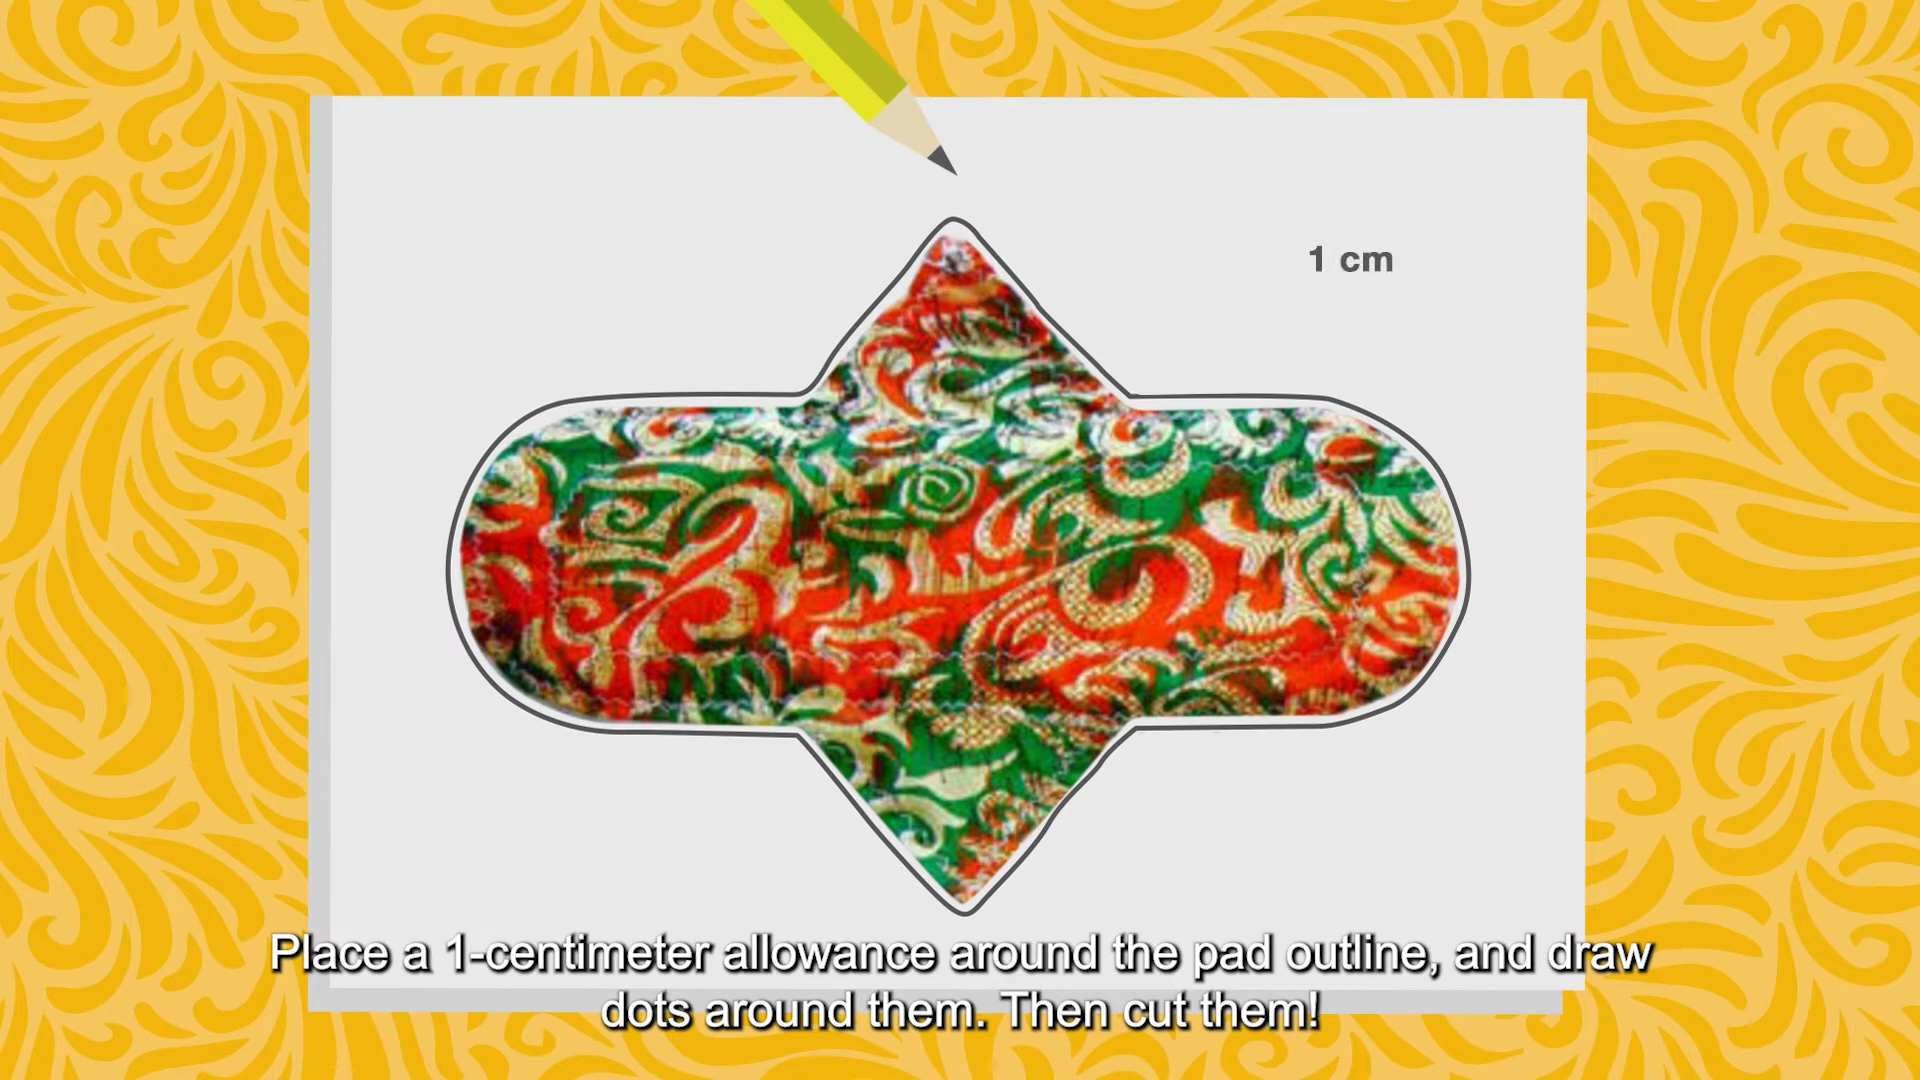 1 cm
Place a 1-centimeter allowance around the pad outline, and draw
dots around them. Then cut them!